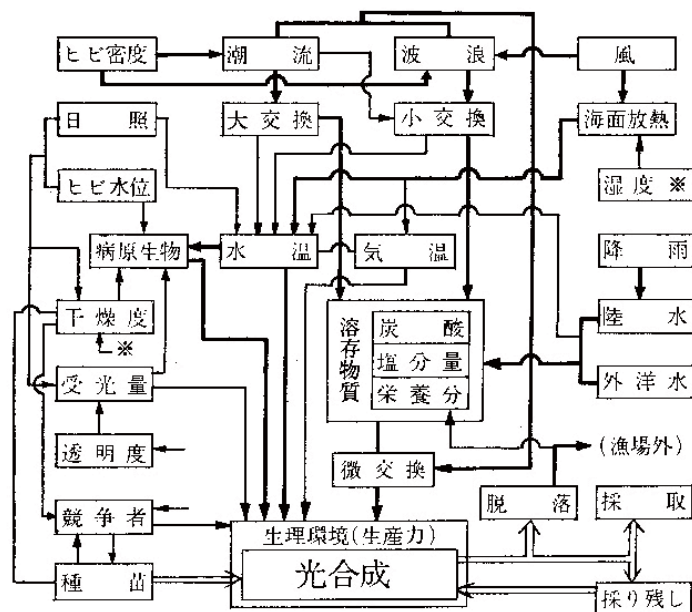 ヒビ密度
潮流
波浪
風
日照
大交換
小交換
海面放熱
ヒビ水位
湿度※
病原生物
水温
気温
降雨
干燥度
溶存物質
炭酸
塩分量
栄養分
陸水
※
受光量
外洋水
透明度
微交換
(漁場外)
脱落
採取
競争者
生理環境(生産力)
光合成
種苗
採り残し